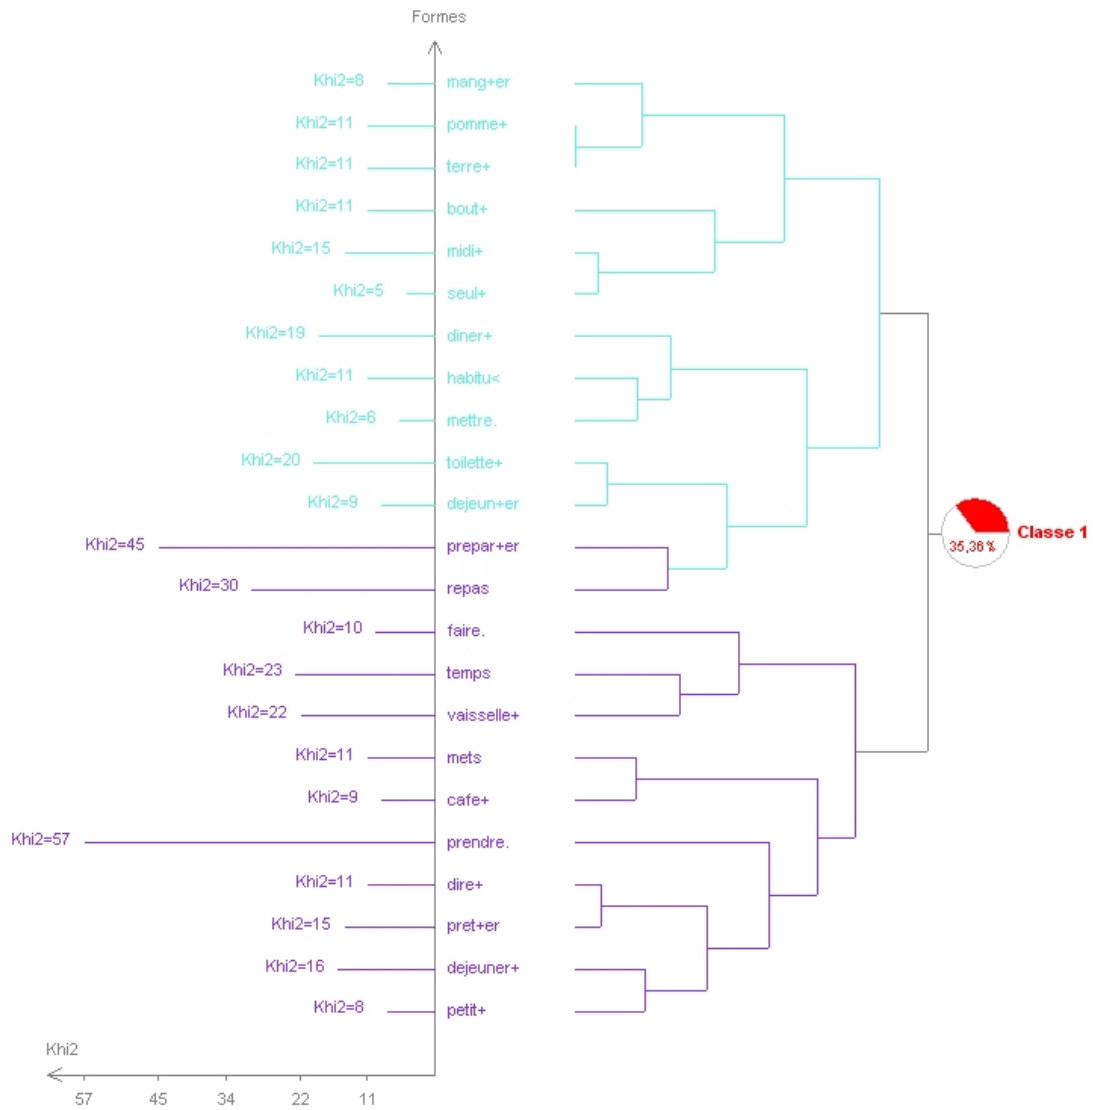 Formes
Khi2=8 mang+er
Khi2=11 pomme+
Khi2=11 terre+
Khi2=11 bout+
Khi2=15 midi+
Khi2=5 seul+
Khi2=19 diner+
Khi2=11 habitu<
Khi2=6 mettre.
Khi2=20 toilette+
Khi2=9 dejeun+er
Khi2=45 prepar+er
35,36% Classe 1
Khi2=30 repas
Khi2=10 faire.
Khi2=23 temps
Khi2=22 vaisselle+
Khi2=11 mets
Khi2=9 cafe+
Khi2=57 prendre.
Khi2=11 dire+
Khi2=15 pret+er
Khi2=16 dejeuner+
Khi2=8 petit+
Khi2
57 45 34 22 11